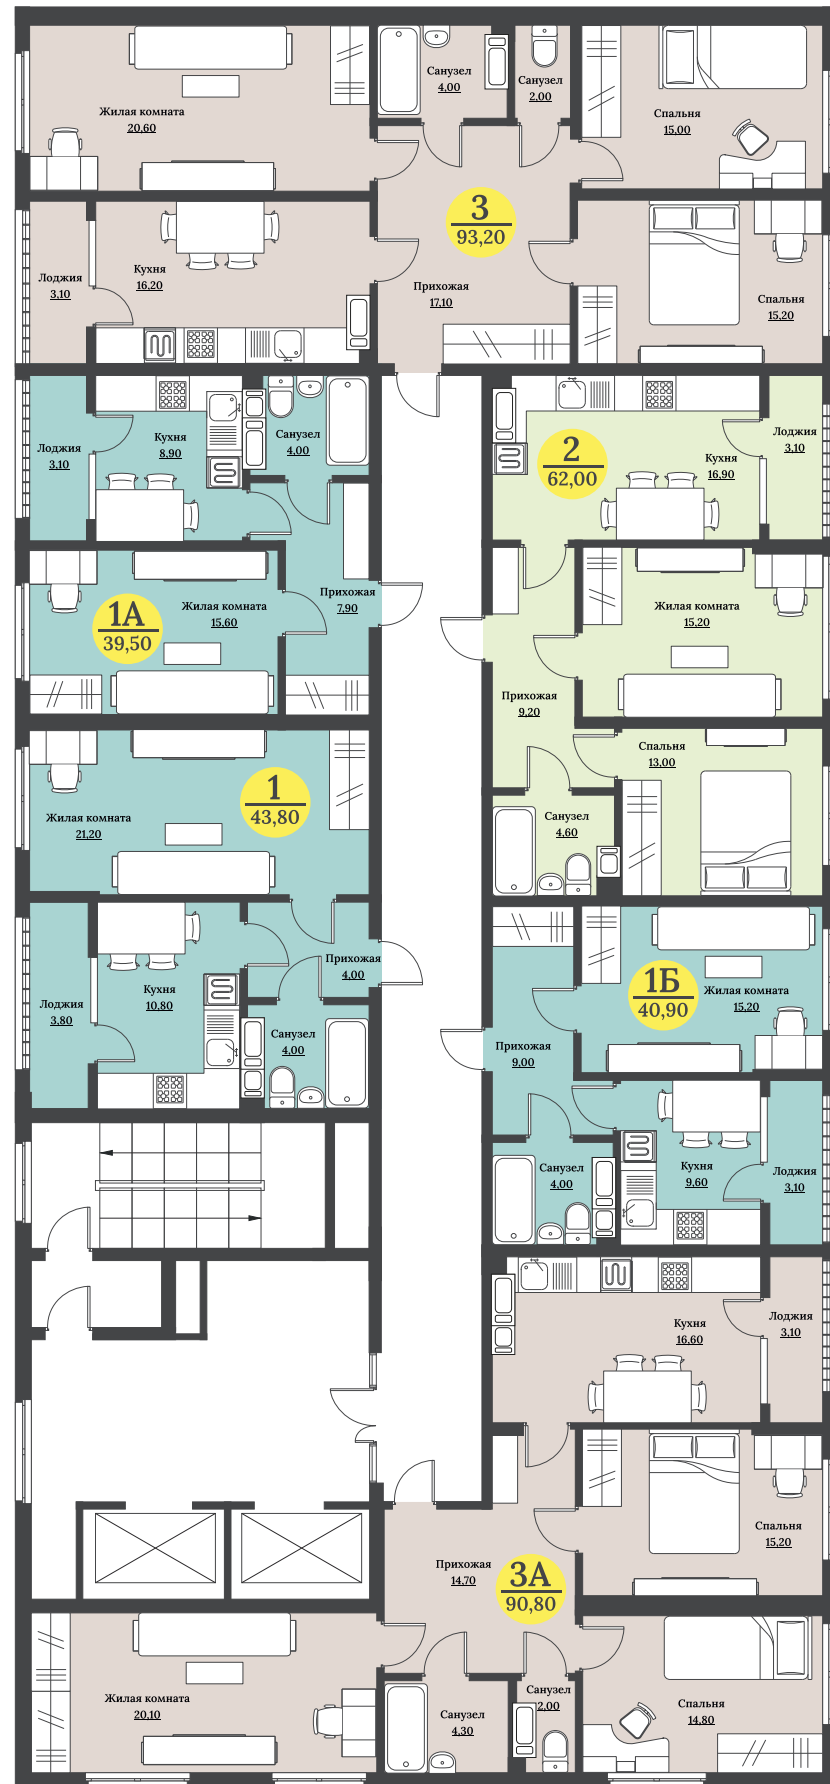 Санузел
4.00
Санузел
2.00
Жилая комната
20.60
Спальня
15.00
3
93,20
Лоджия
3.10
Кухня
16.20
Прихожая
17.10
Спальня
15.20
Лоджия
3.10
Кухня
8.90
Санузел
4.00
2
62,00
Кухня
16.90
Лоджия
3.10
1А
39,50
Жилая комната
15.60
Прихожая
7.90
Жилая комната
15.20
Прихожая
9.20
Спальня
13.00
1
43,80
Жилая комната
21.20
Санузел
4.60
Лоджия
3.80
Кухня
10.80
Прихожая
4.00
Санузел
4.00
1Б
40,90
Жилая комната
15.20
Прихожая
9.00
Санузел
4.00
Кухня
9.60
Лоджия
3.10
Кухня
16.60
Лоджия
3.10
Спальня
15.20
Прихожая
14.70
3А
90,80
Жилая комната
20.10
Санузел
4.30
Санузел
2.00
Спальня
14.80